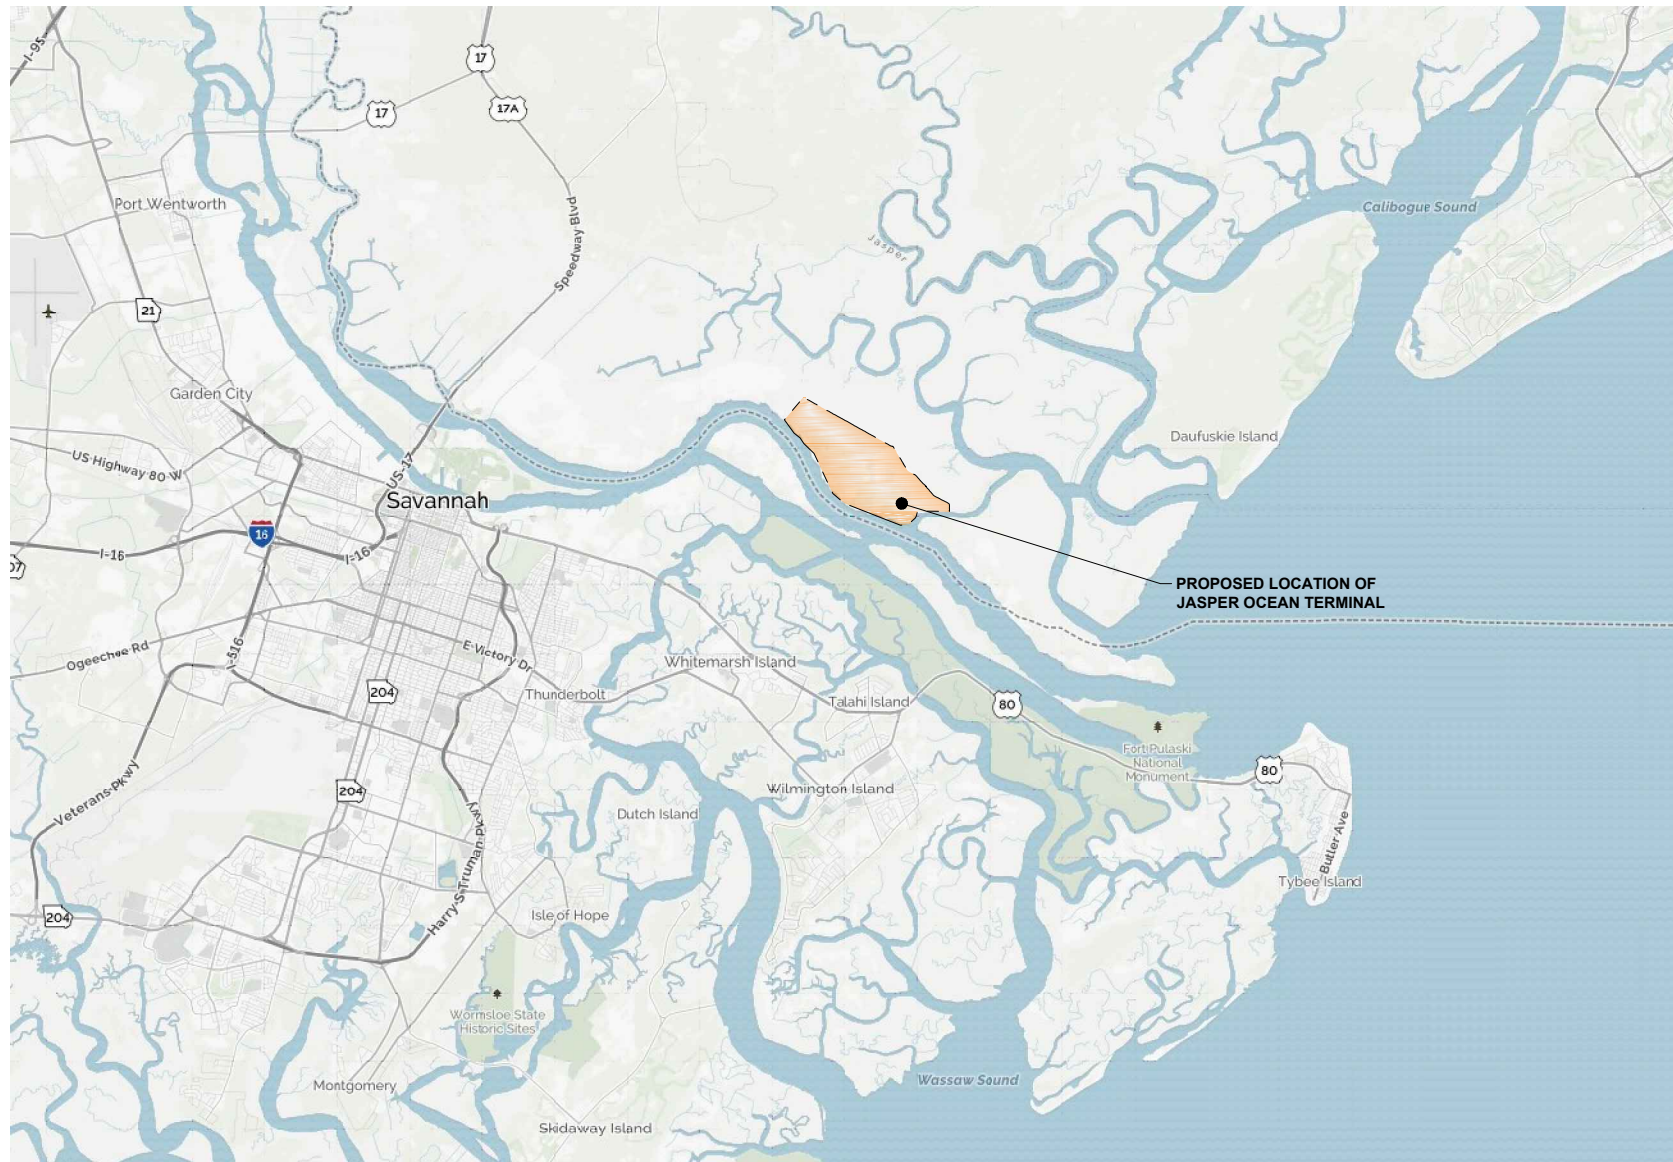 I-95
17
17
17A
Port Wentworth
Speedway Blvd
Calibogue Sound
Jasper
21
Garden City
US Highway 80 W
US-17
Savannah
Daufuskie Island
16
I-16
I-16
PROPOSED LOCATION OF
JASPER OCEAN TERMINAL
Ogeechee Rd
I-516
E Victory Dr
Whitemarsh Island
204
Thunderbolt
Talahi Island
80
Fort Pulaski
National
Monument
80
Veterans Pkwy
204
Wilmington Island
Dutch Island
Harry S Truman Pkwy
Butler Ave
Tybee Island
204
Isle of Hope
Wormsloe State
Historic Sites
Montgomery
Wassaw Sound
Skidaway Island